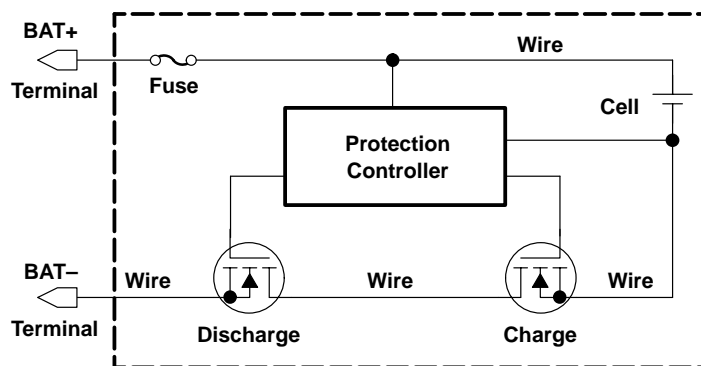 BAT+
Terminal
Fuse
Wire
Cell
Protection
Controller
BAT–
Terminal
Wire
Wire
Wire
Discharge
Charge